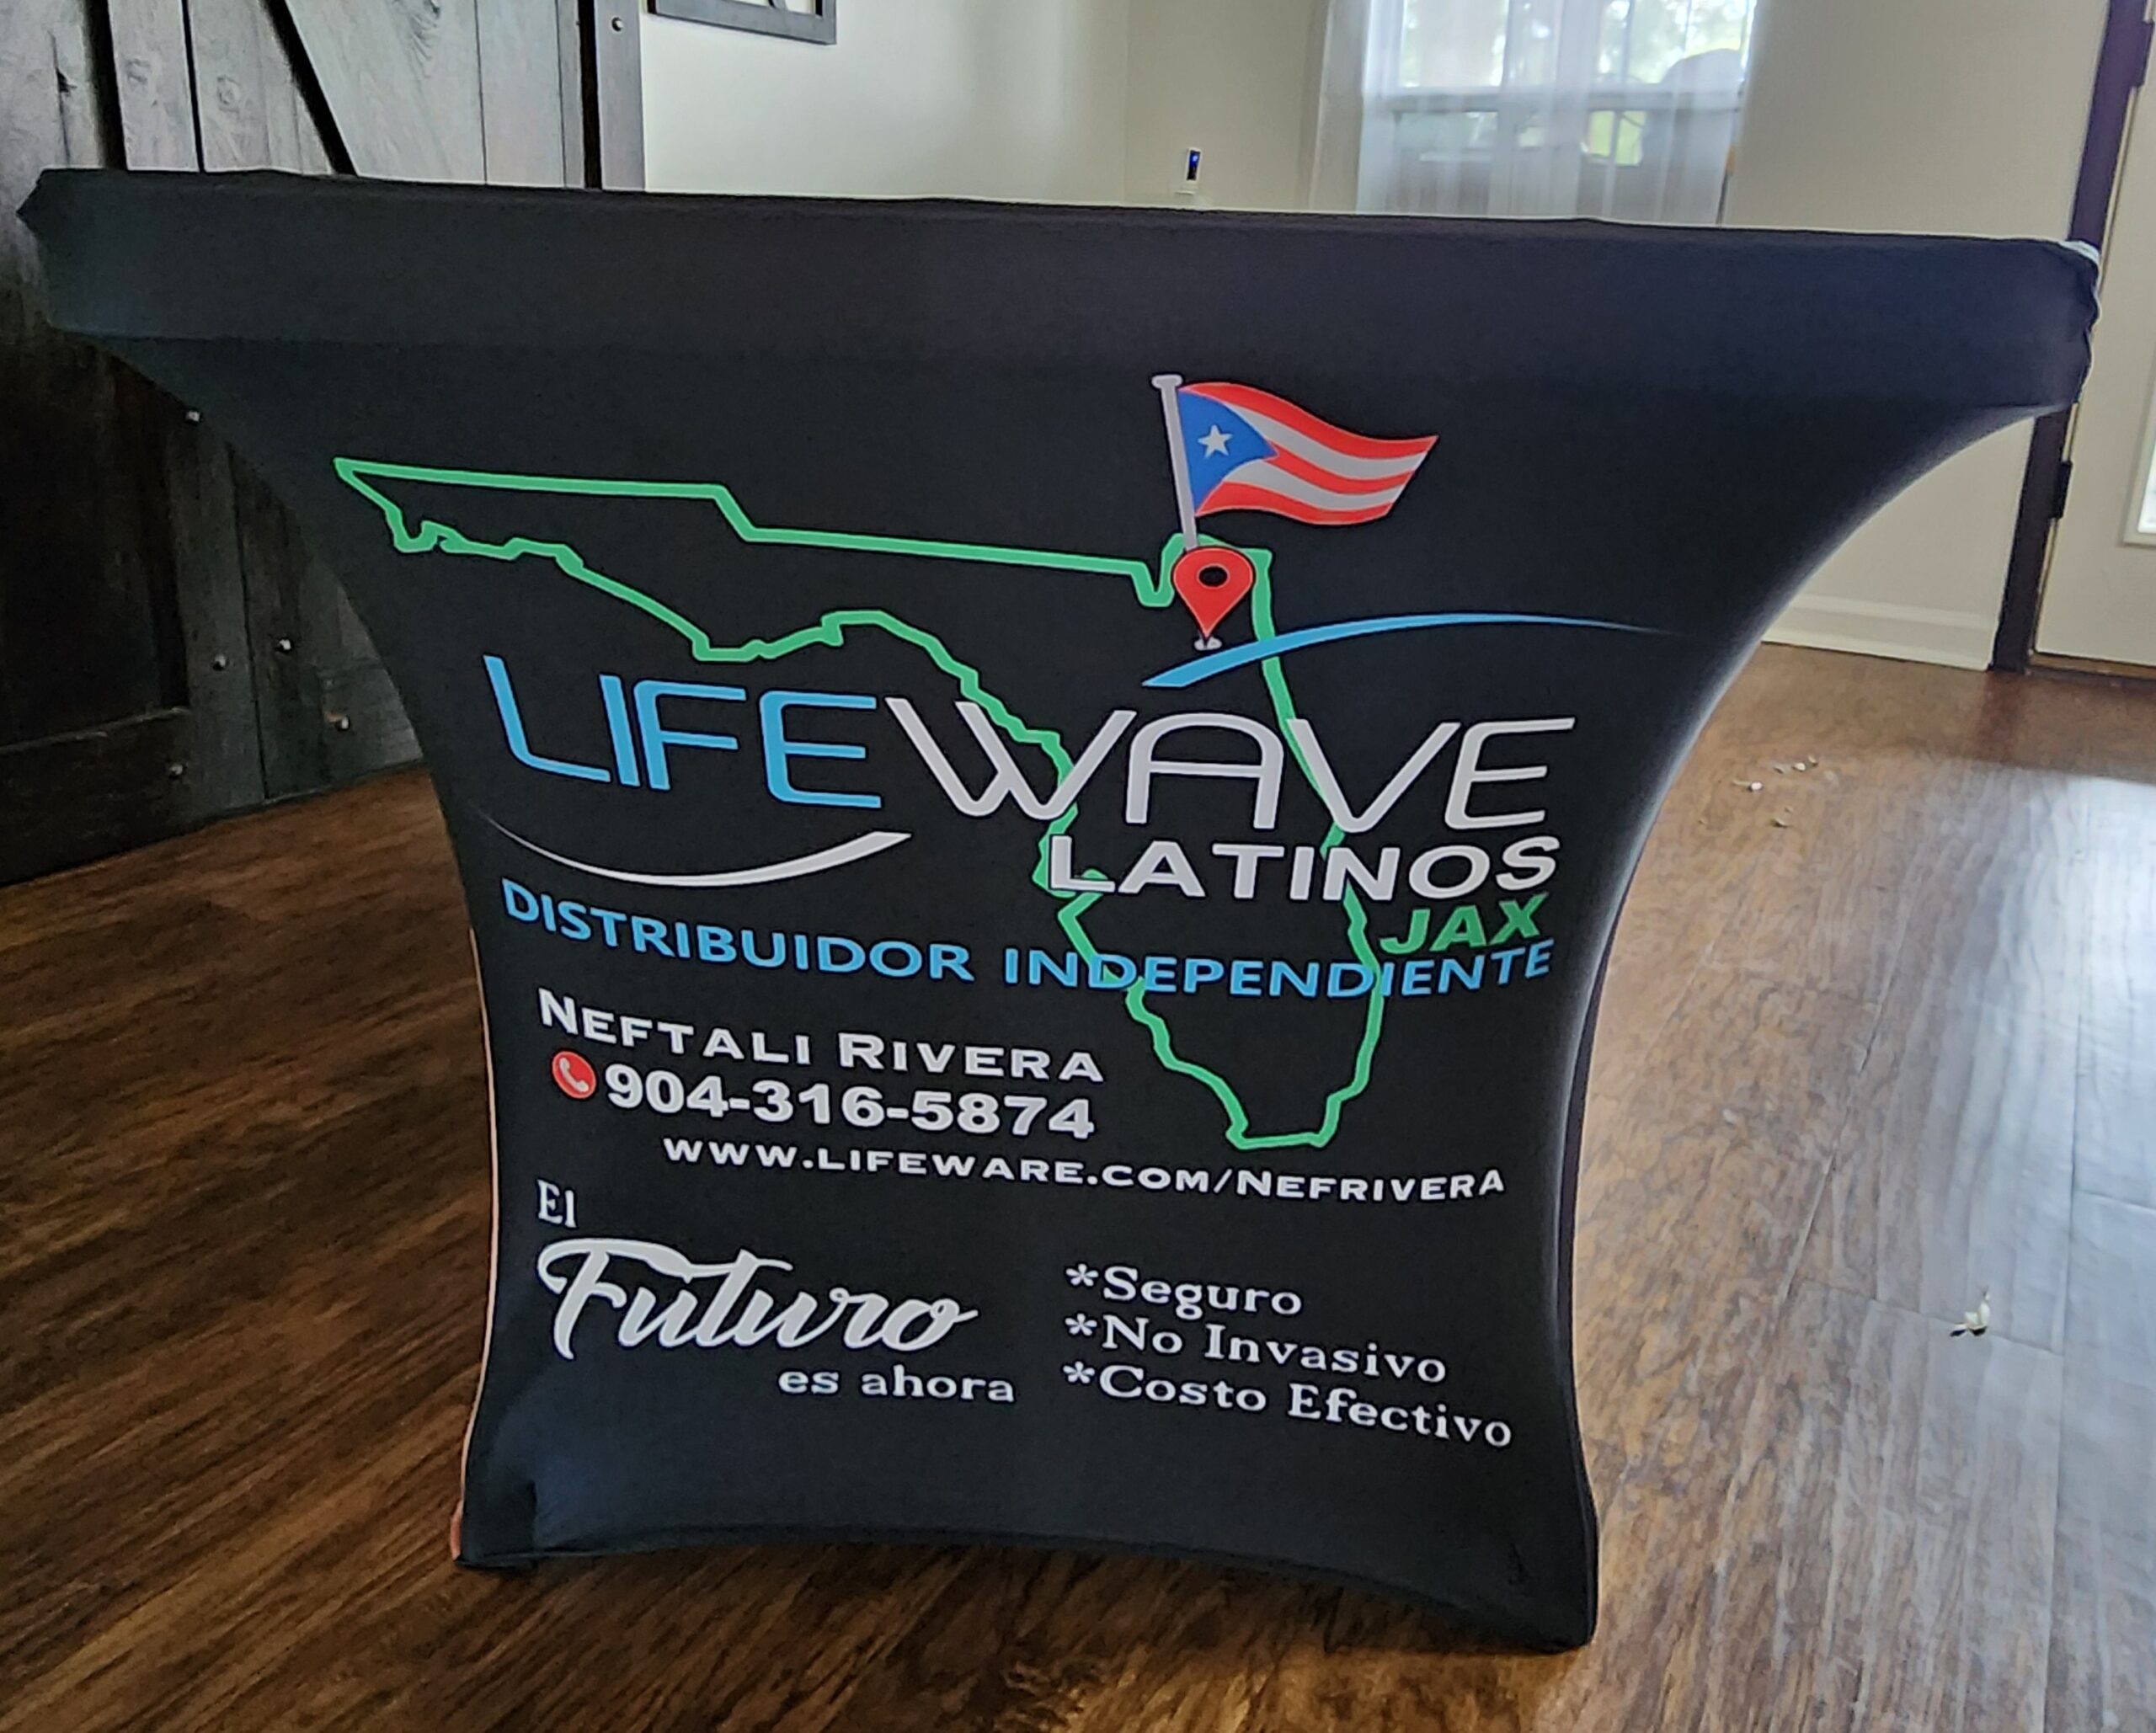 LIFEWAVE
LATINOS
JAX
DISTRIBUIDOR INDEPENDIENTE
NEFTALI RIVERA
904-316-5874
WWW.LIFEWARE.COM/NEFRIVERA
El
Futuro
es ahora
*Seguro
*No Invasivo
*Costo Efectivo